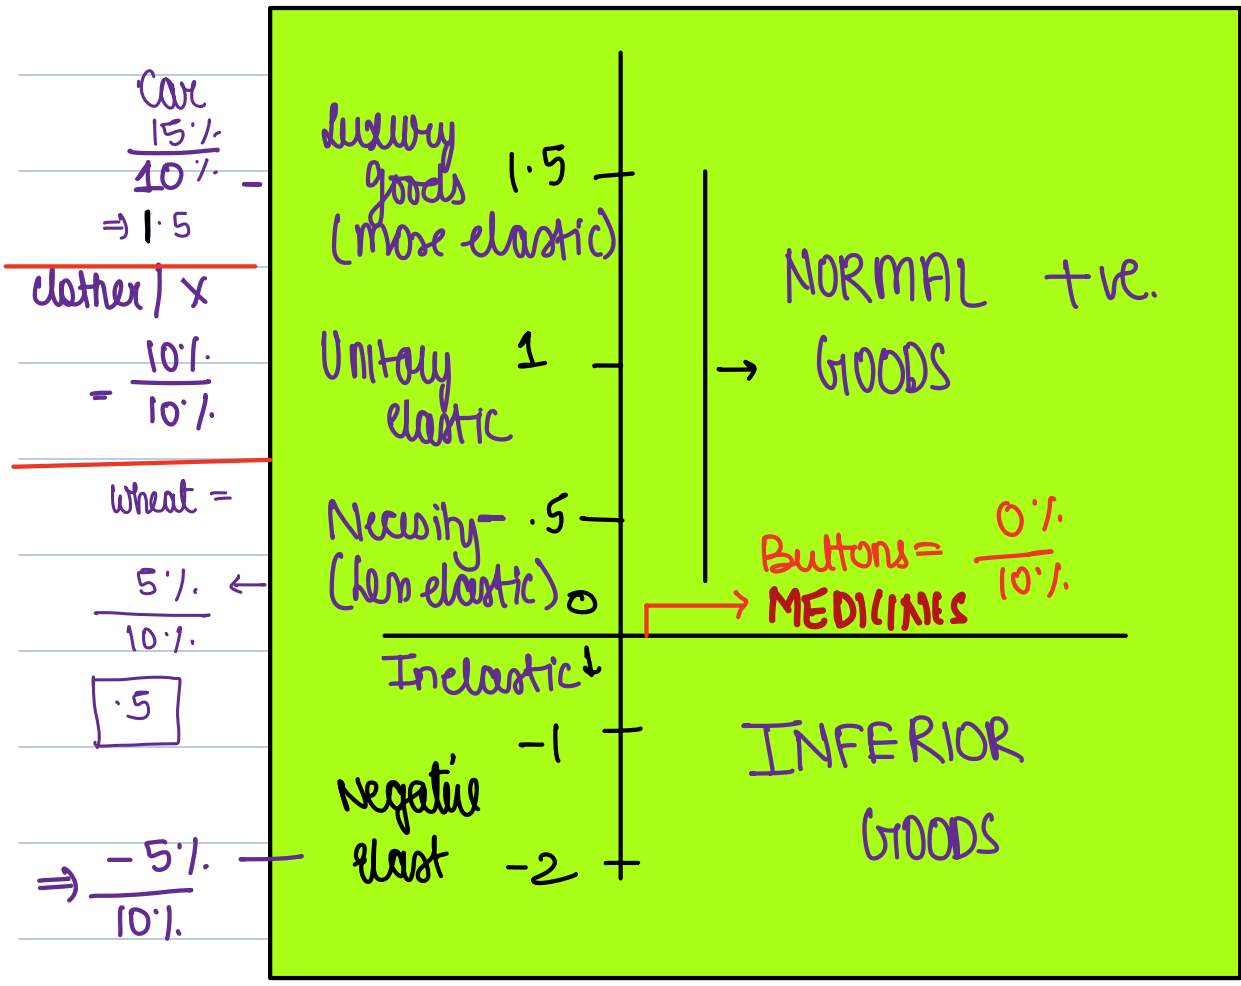 Car
15%
10% -
⇒ 1.5
clother/ X
= 10%
10%
wheat =
5% ←
10%
.5
⇒ -5%
10%
Luxury
goods 1.5
(more elastic)
Unitary 1
elastic
Necesity - .5
(Less elastic) 0
Inelastic ↓
-1
Negative
elast -2
NORMAL +ve.
→ GOODS
Buttons = 0%
10%
MEDICINES
INFERIOR
GOODS